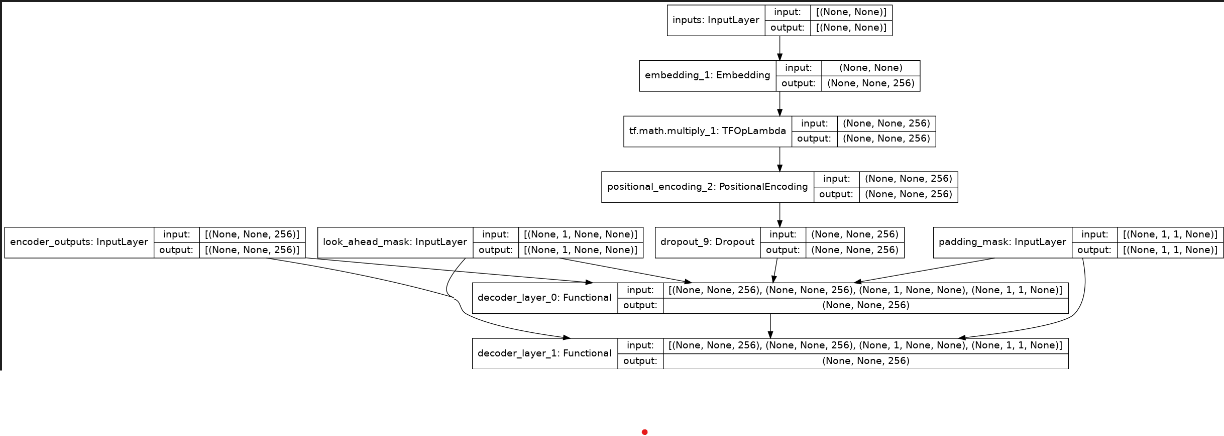 inputs: InputLayer input: [(None, None)]
output: [(None, None)]
embedding_1: Embedding input: (None, None)
output: (None, None, 256)
tf.math.multiply_1: TFOpLambda input: (None, None, 256)
output: (None, None, 256)
positional_encoding_2: PositionalEncoding input: (None, None, 256)
output: (None, None, 256)
encoder_outputs: InputLayer input: [(None, None, 256)]
output: [(None, None, 256)]
look_ahead_mask: InputLayer input: [(None, 1, None, None)]
output: [(None, 1, None, None)]
dropout_9: Dropout input: (None, None, 256)
output: (None, None, 256)
padding_mask: InputLayer input: [(None, 1, 1, None)]
output: [(None, 1, 1, None)]
decoder_layer_0: Functional input: [(None, None, 256), (None, None, 256), (None, 1, None, None), (None, 1, 1, None)]
output: (None, None, 256)
decoder_layer_1: Functional input: [(None, None, 256), (None, None, 256), (None, 1, None, None), (None, 1, 1, None)]
output: (None, None, 256)